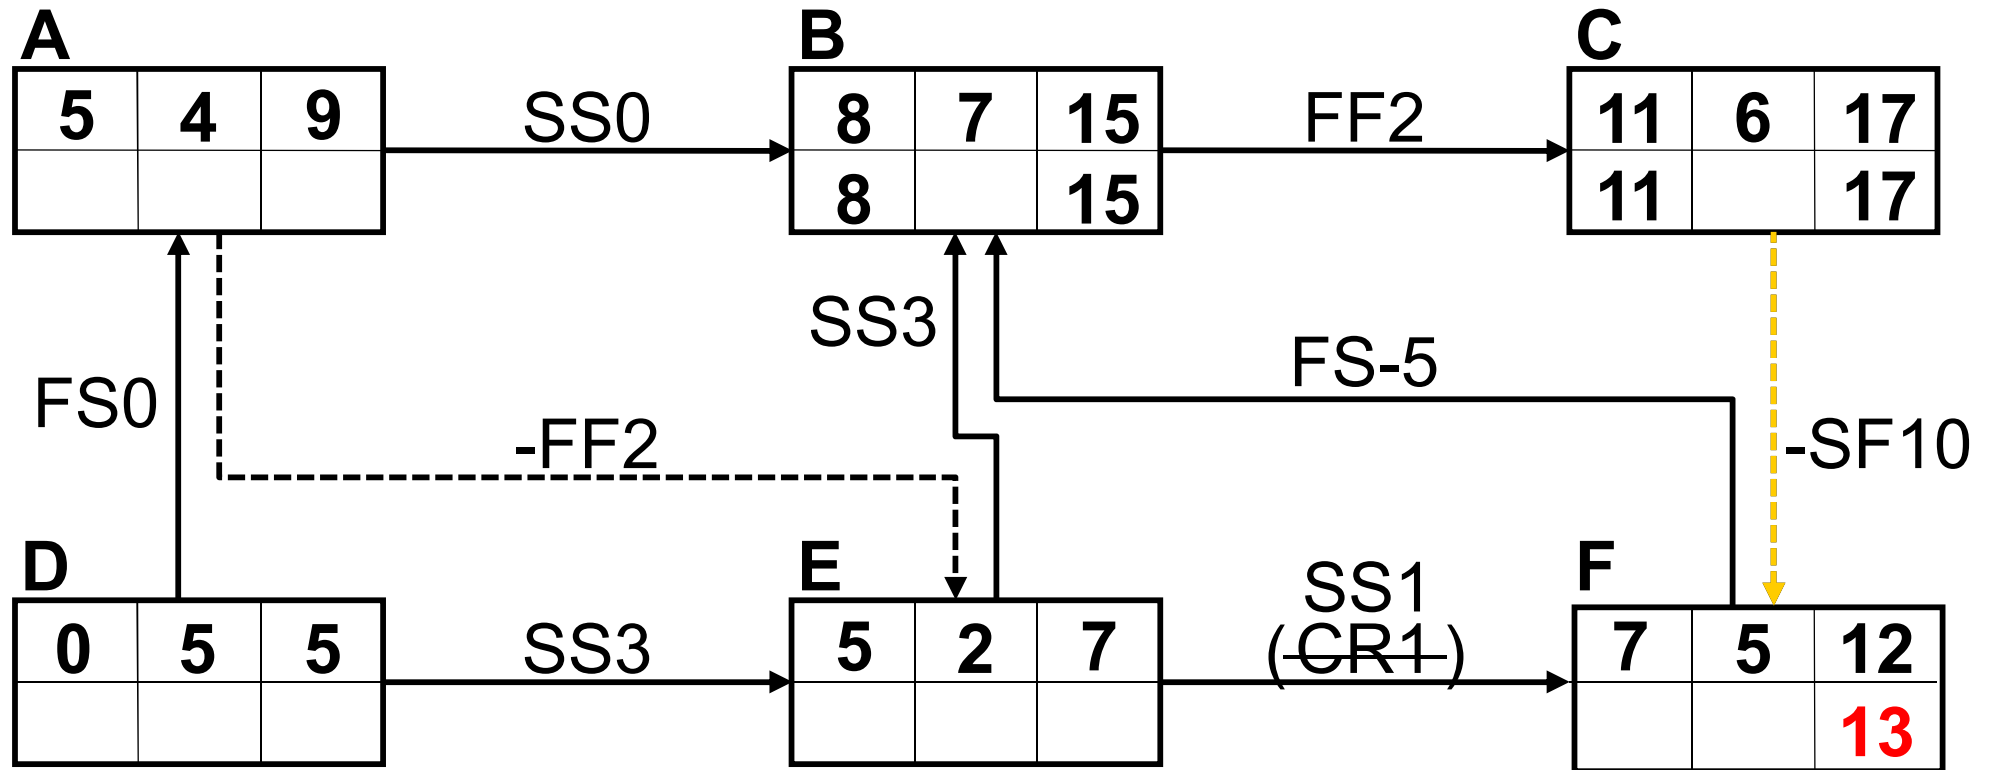 A B C
5 4 9
8 7 15
11 6 17
SS0
FF2
8 15
11 17
SS3
FS-5
FS0
-FF2
-SF10
D E F
SS1
0 5 5
SS3
5 2 7
(CR1)
7 5 12
13